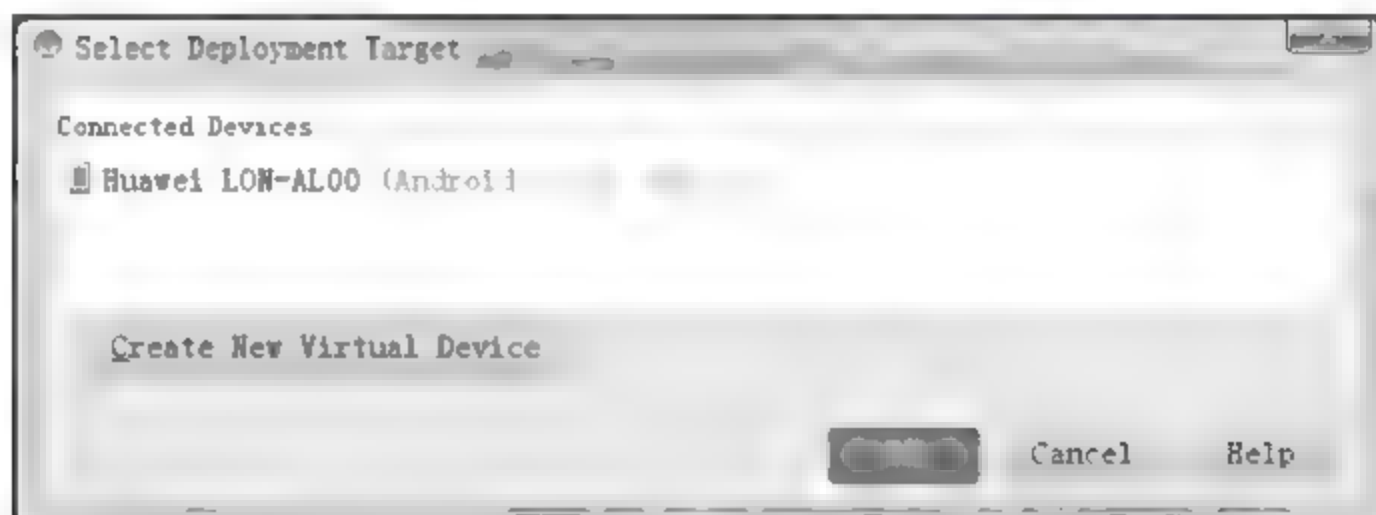 Select Deployment Target
Connected Devices
Huawei LON-AL00 (Android
Create New Virtual Device
Cancel Help